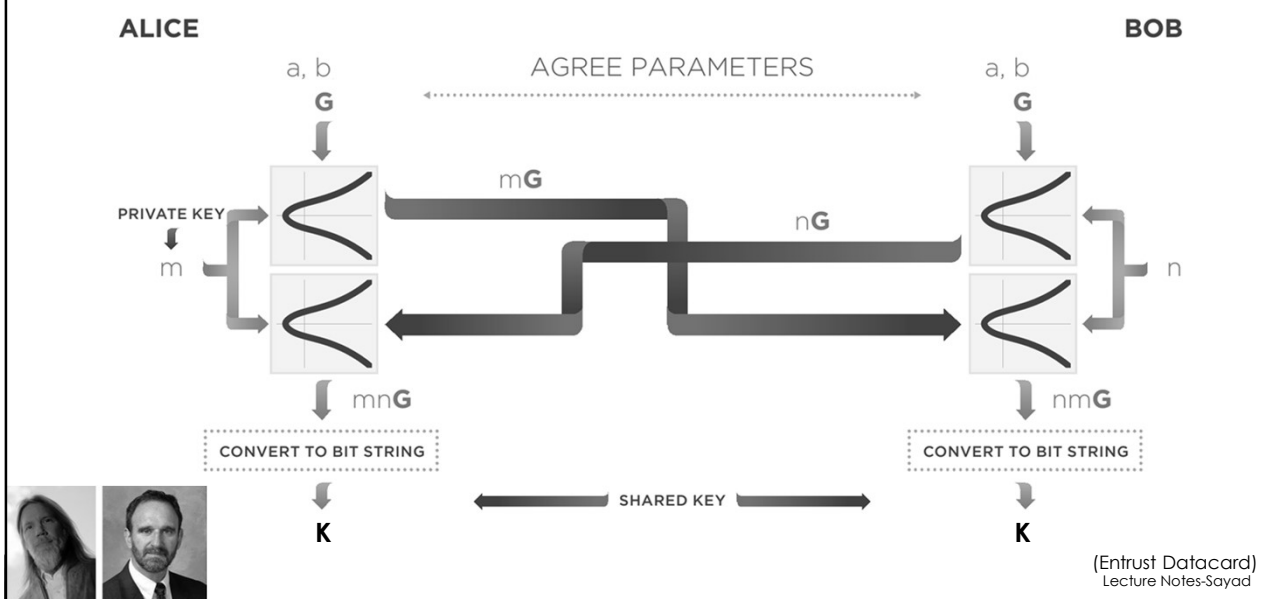 ALICE
BOB
a, b
AGREE PARAMETERS
a, b
G
G
mG
nG
PRIVATE KEY
m
n
mnG
nmG
CONVERT TO BIT STRING
CONVERT TO BIT STRING
SHARED KEY
K
K
(Entrust Datacard)
Lecture Notes-Sayad